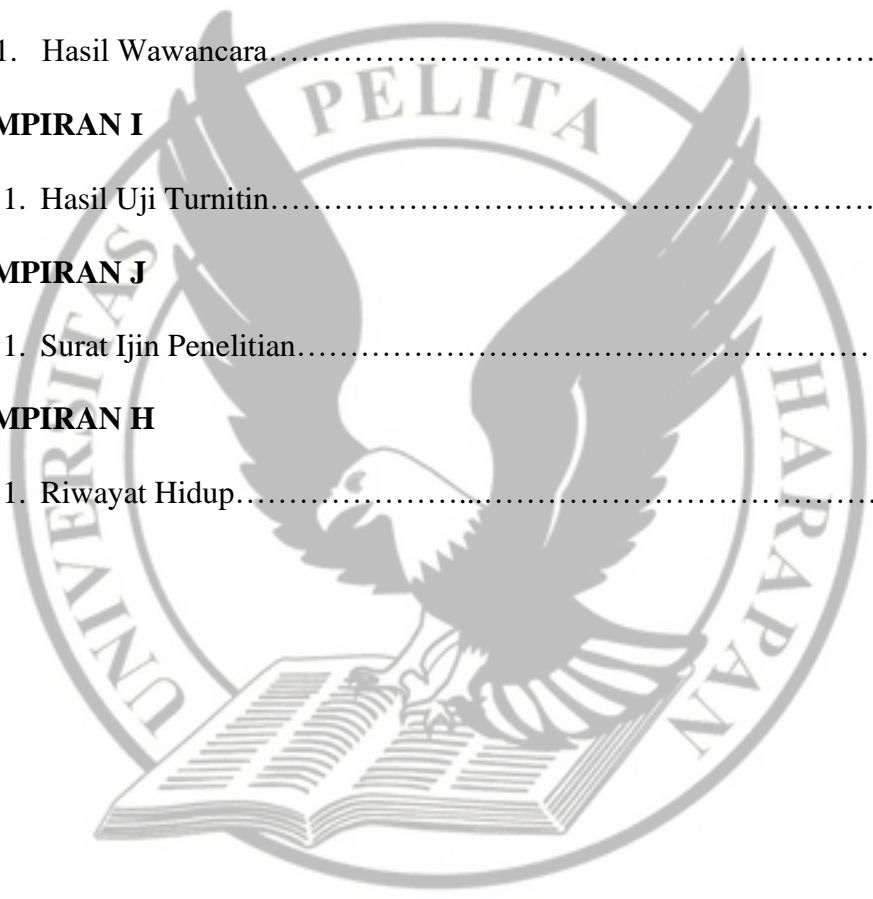 1. Hasil Wawancara…………………………………………………………………….
MPIRAN I
1. Hasil Uji Turnitin……………………….……………………………
MPIRAN J
1. Surat Ijin Penelitian……………………….………………………
MPIRAN H
1. Riwayat Hidup…………………...……………………………………
UNIVERSITAS PELITA HARAPAN